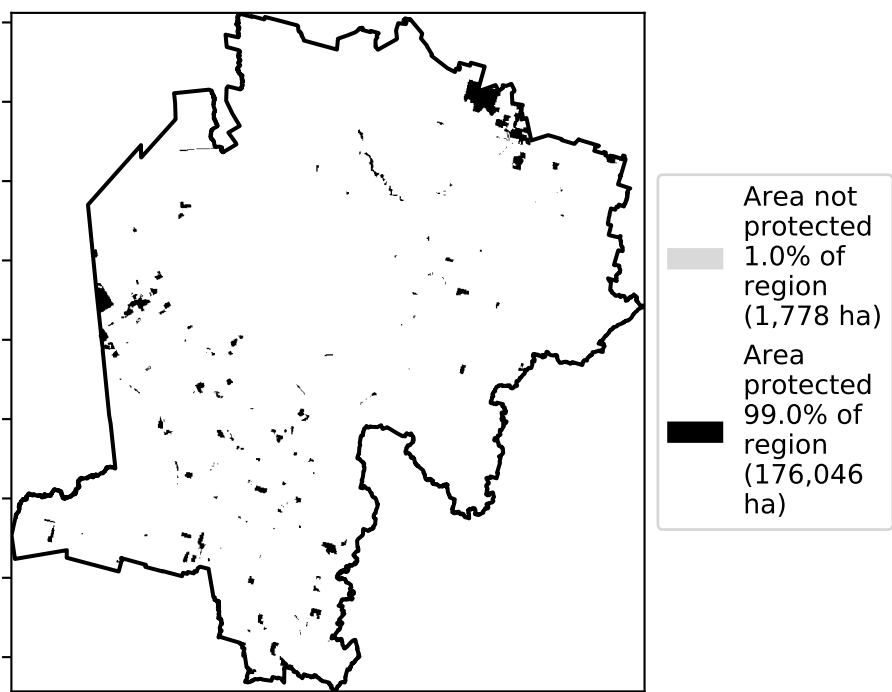 Area not
protected
1.0% of
region
(1,778 ha)
Area
protected
99.0% of
region
(176,046
ha)